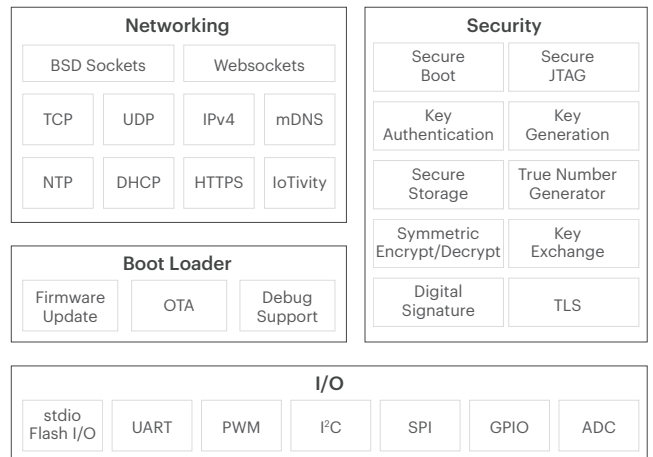 Networking
BSD Sockets
Websockets
TCP
UDP
IPv4
mDNS
NTP
DHCP
HTTPS
IoTivity
Boot Loader
Firmware
Update
OTA
Debug
Support
Security
Secure
Boot
Secure
JTAG
Key
Authentication
Key
Generation
Secure
Storage
True Number
Generator
Symmetric
Encrypt/Decrypt
Key
Exchange
Digital
Signature
TLS
I/O
stdio
Flash I/O
UART
PWM
I²C
SPI
GPIO
ADC